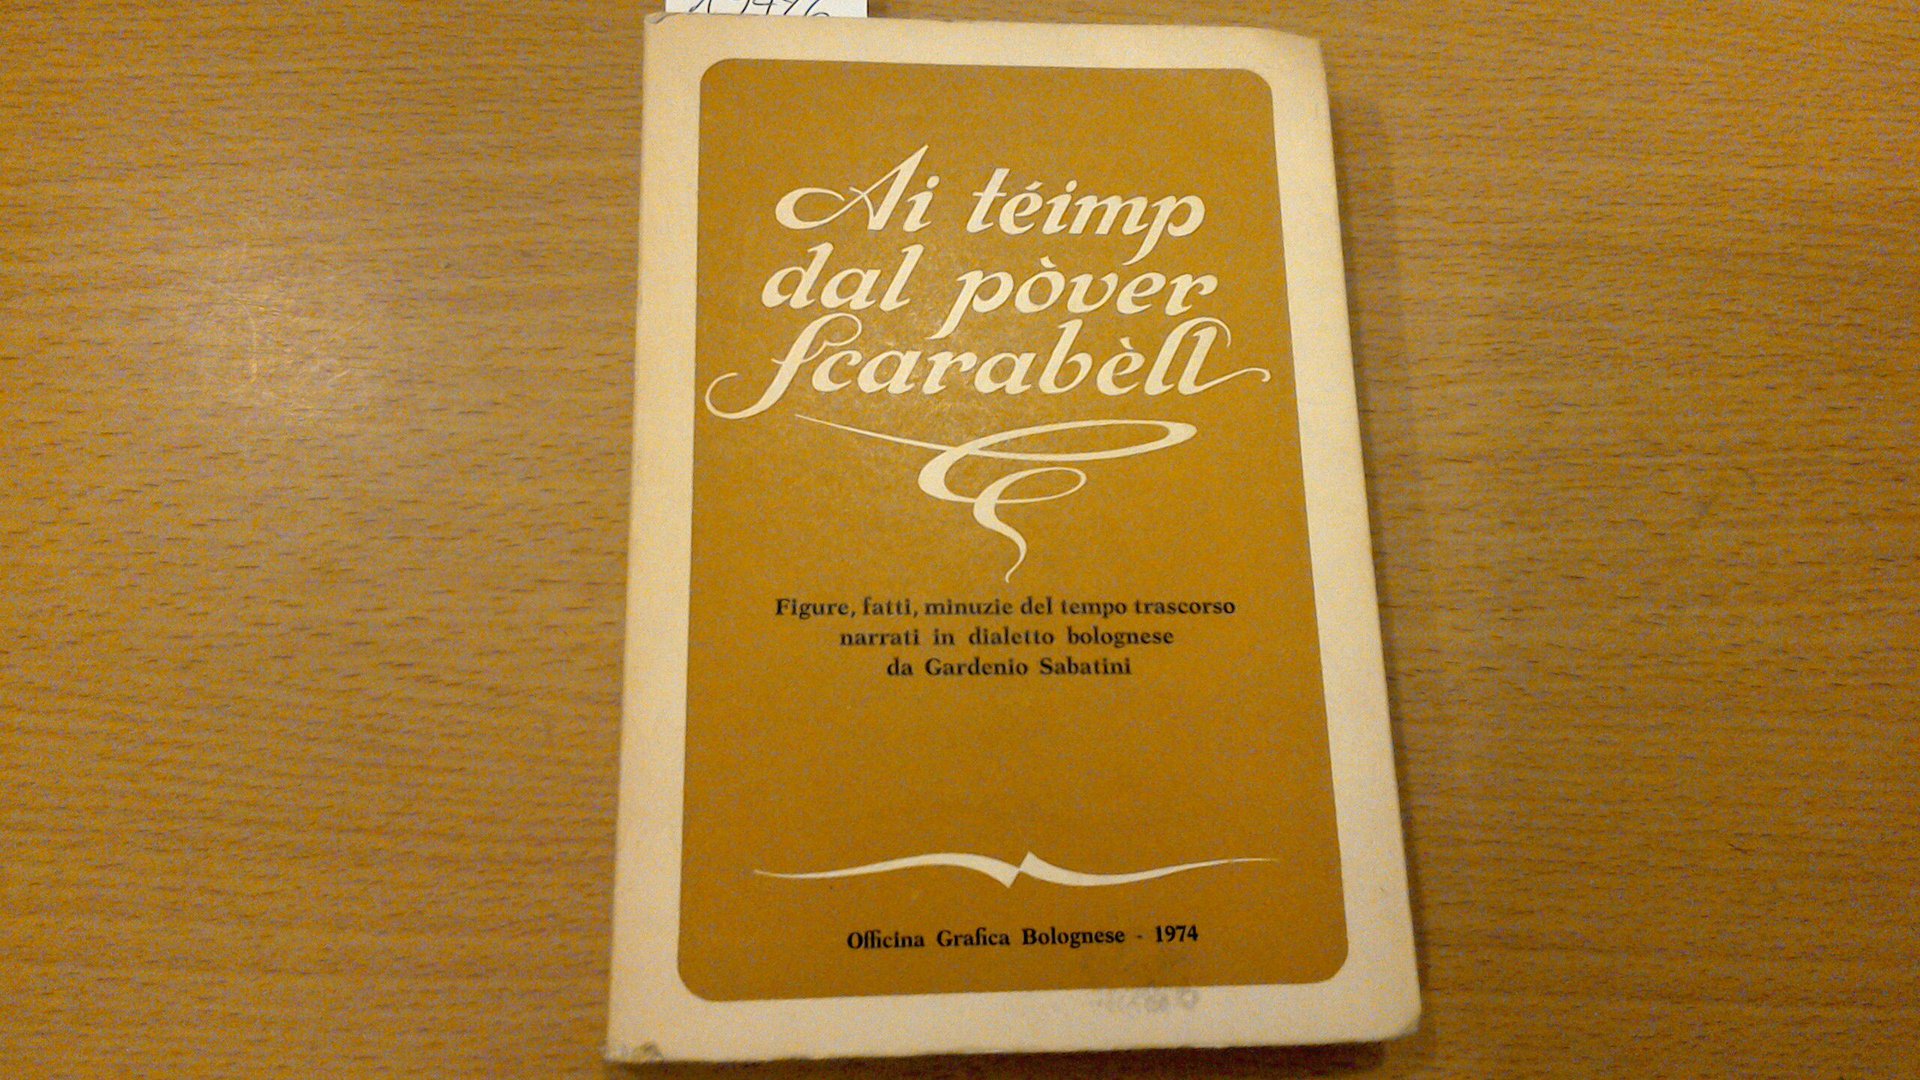 Ai téimp
dal pòver
Scarabèll
Figure, fatti, minuzie del tempo trascorso
narrati in dialetto bolognese
da Gardenio Sabatini
Officina Grafica Bolognese - 1974